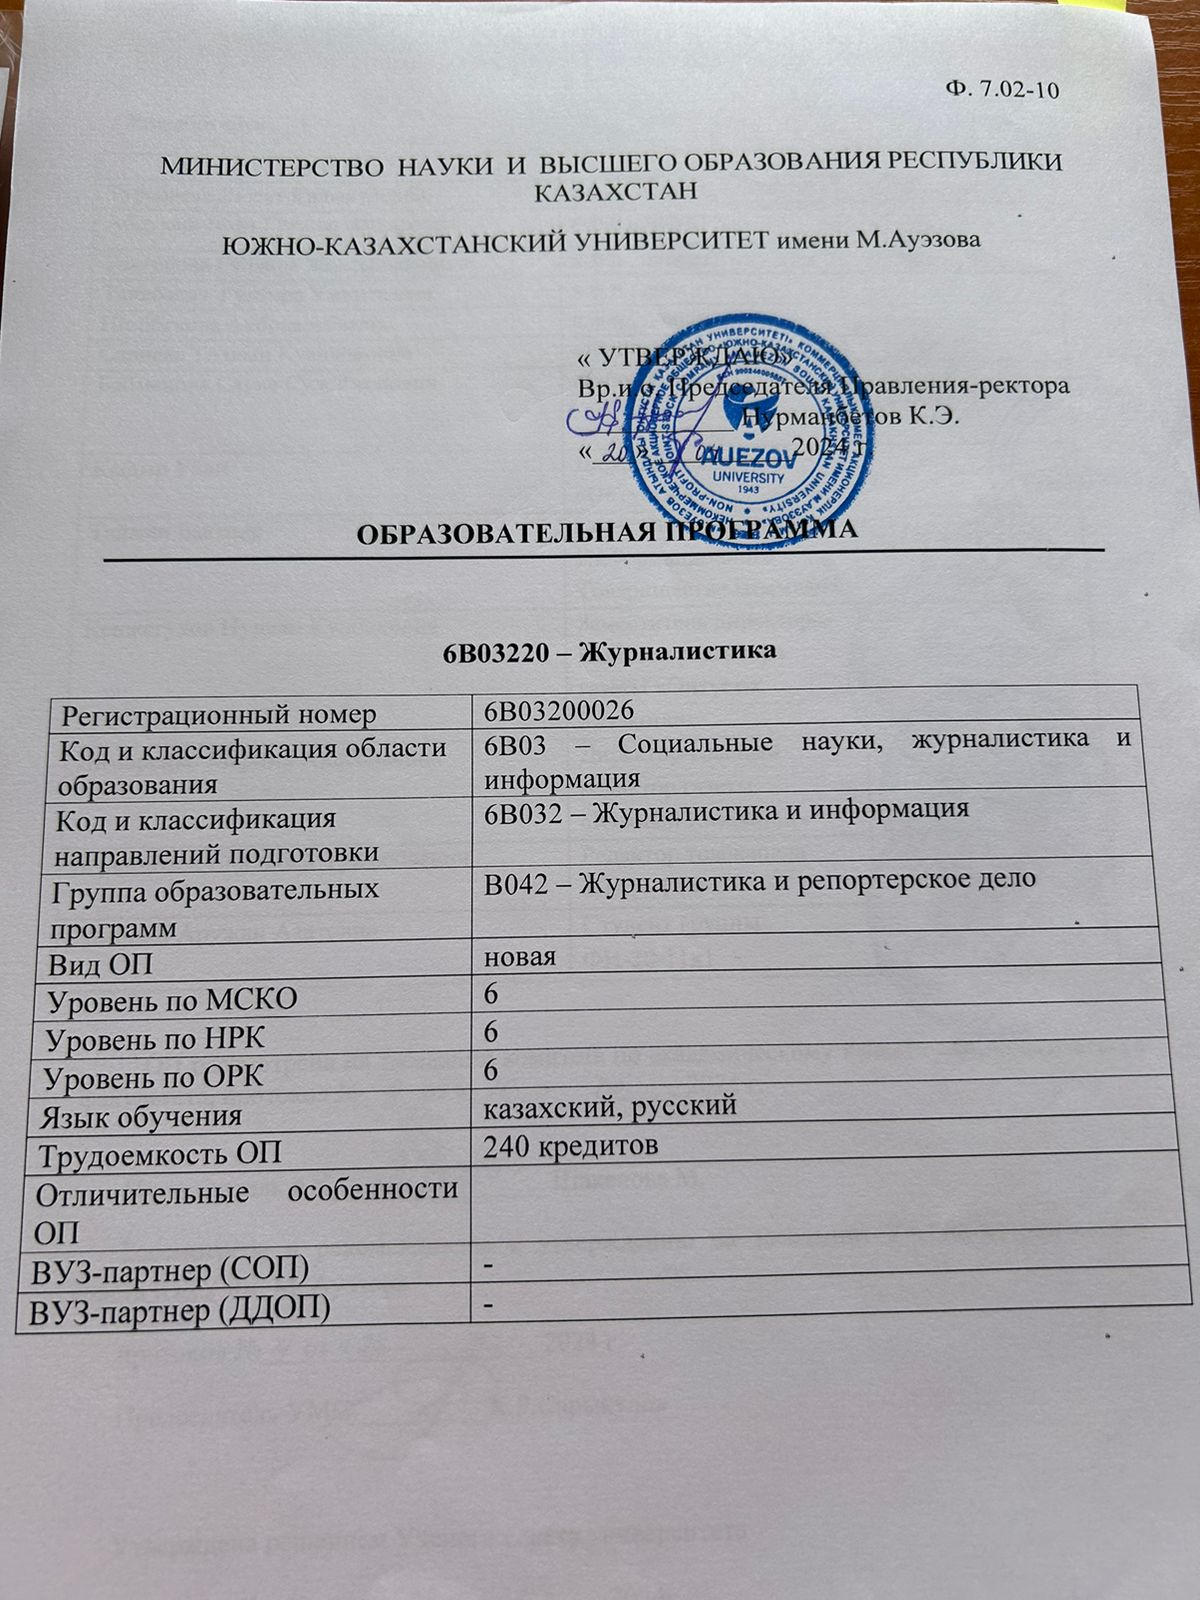 Ф. 7.02-10
МИНИСТЕРСТВО НАУКИ И ВЫСШЕГО ОБРАЗОВАНИЯ РЕСПУБЛИКИ
КАЗАХСТАН
ЮЖНО-КАЗАХСТАНСКИЙ УНИВЕРСИТЕТ имени М.Ауэзова
« УТВЕРЖДАЮ»
Вр.и.о. Председателя Правления-ректора
Нурманбетов К.Э.
« 20 » 04 2024 г.
AUEZOV
UNIVERSITY
1943
ОБРАЗОВАТЕЛЬНАЯ ПРОГРАММА
6В03220 – Журналистика
Регистрационный номер 6В03200026
Код и классификация области 6В03 – Социальные науки, журналистика и
образования информация
Код и классификация 6В032 – Журналистика и информация
направлений подготовки
Группа образовательных В042 – Журналистика и репортерское дело
программ
Вид ОП новая
Уровень по МСКО 6
Уровень по НРК 6
Уровень по ОРК 6
Язык обучения казахский, русский
Трудоемкость ОП 240 кредитов
Отличительные особенности
ОП
ВУЗ-партнер (СОП) -
ВУЗ-партнер (ДДОП) -